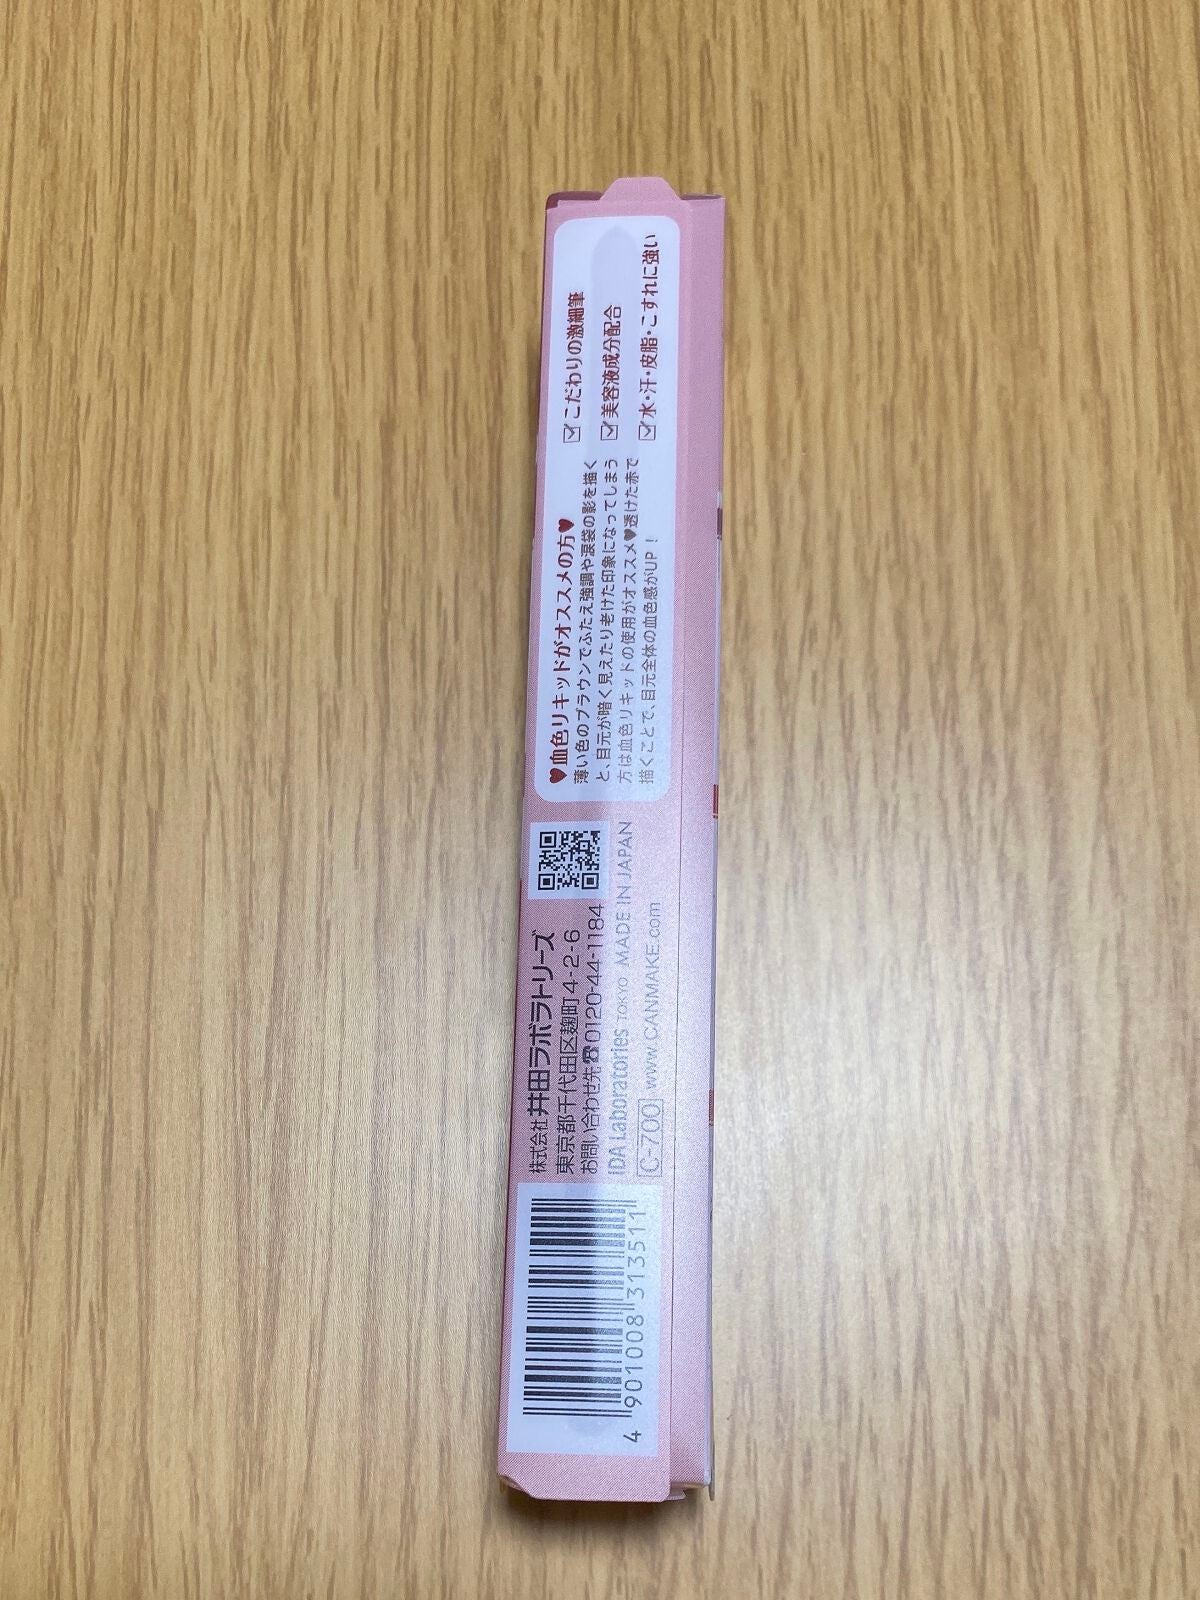 ☑こだわりの激細筆
☑美容液成分配合
☑水・汗・皮脂・こすれに強い
♥血色リキッドがオススメの方♥
薄い色のブラウンでふたえ強調や涙袋の影を描く
と、目元が暗く見えたり老けた印象になってしまう
方は血色リキッドの使用がオススメ♥透けた赤で
描くことで、目元全体の血色感がUP！
株式会社井田ラボラトリーズ
東京都千代田区麹町4-2-6
お問い合わせ先☎0120-44-1184
IDA Laboratories TOKYO MADE IN JAPAN
C-700 www.CANMAKE.com
4 901008 313511